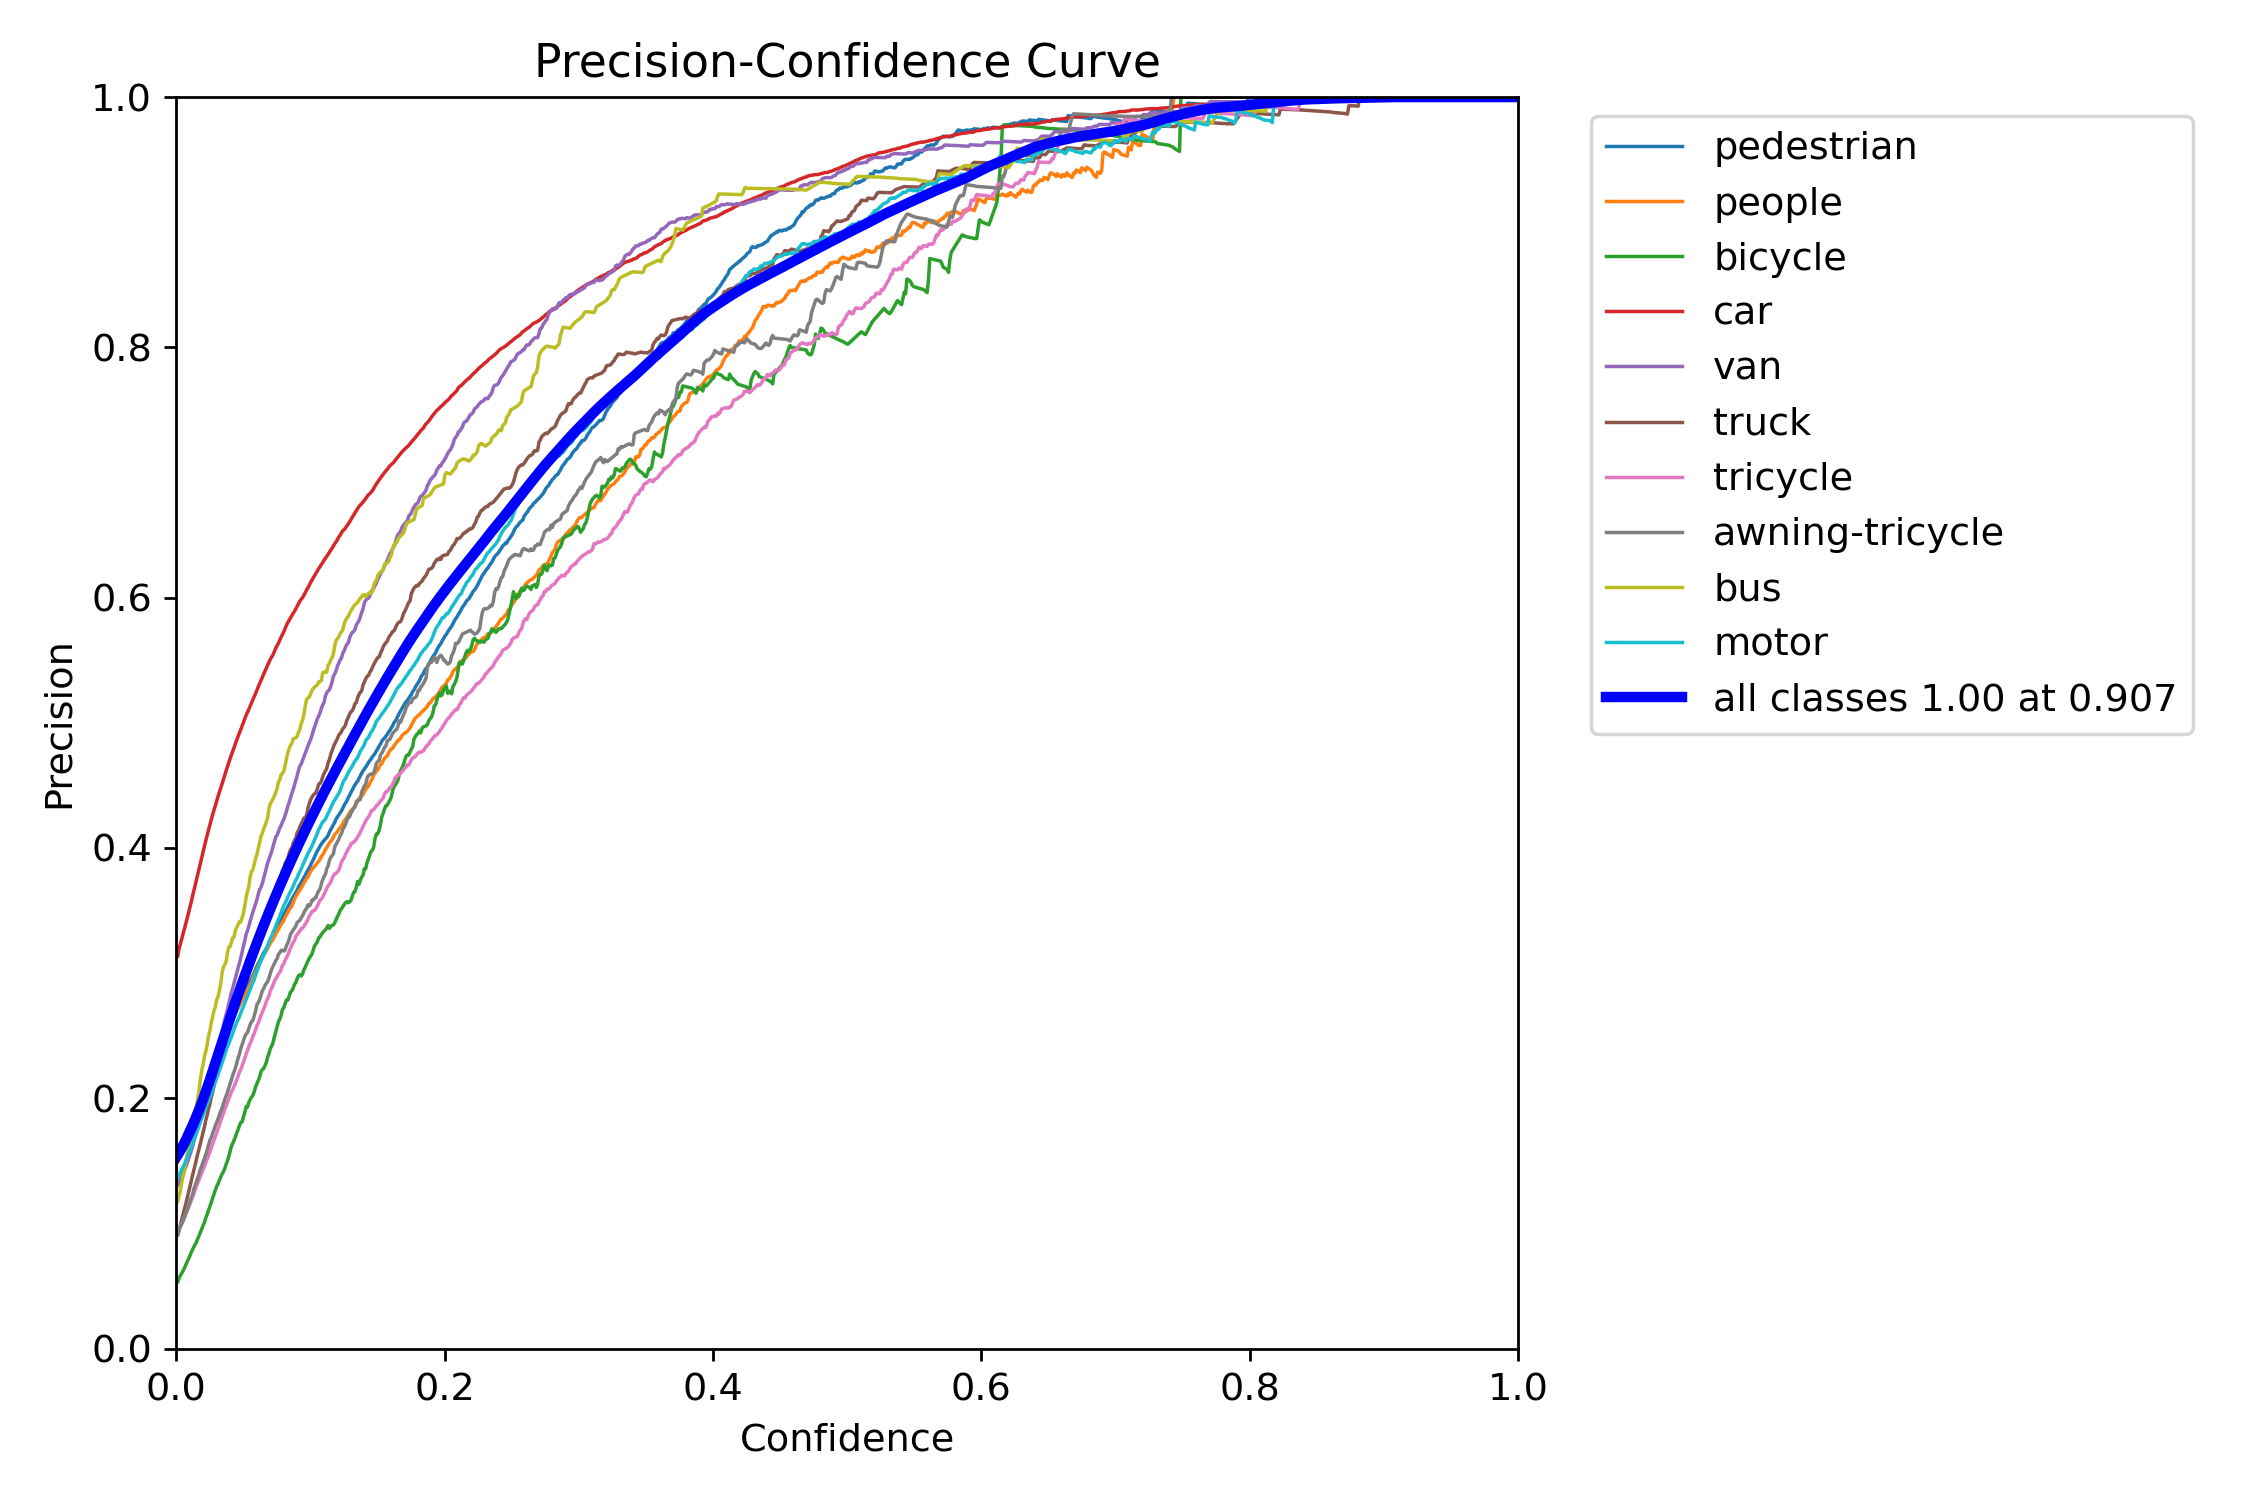 Precision-Confidence Curve
1.0
0.8
0.6
0.4
0.2
0.0
Precision
0.0 0.2 0.4 0.6 0.8 1.0
Confidence
pedestrian
people
bicycle
car
van
truck
tricycle
awning-tricycle
bus
motor
all classes 1.00 at 0.907